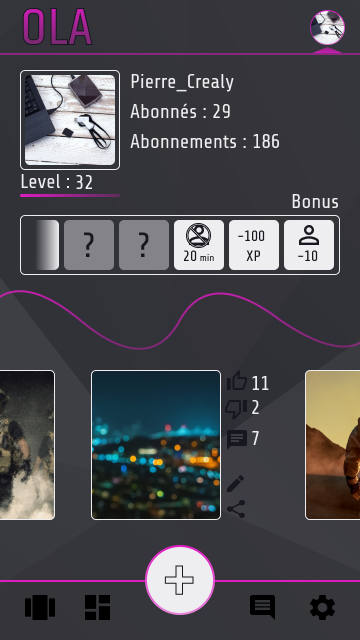 OLA
Pierre_Crealy
Abonnés : 29
Abonnements : 186
Level : 32
Bonus
?
?
20 min
-100
XP
-10
11
2
7